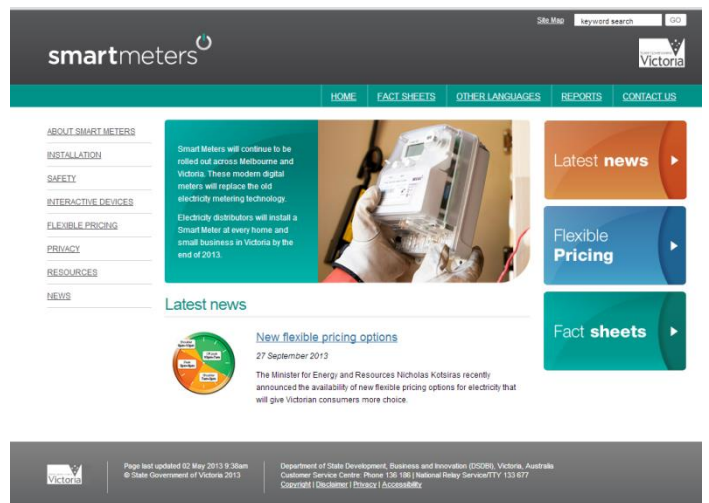 Site Map
keyword search
GO
smartmeters
Victoria
HOME
FACT SHEETS
OTHER LANGUAGES
REPORTS
CONTACT US
ABOUT SMART METERS
INSTALLATION
SAFETY
INTERACTIVE DEVICES
FLEXIBLE PRICING
PRIVACY
RESOURCES
NEWS
Smart Meters will continue to be
rolled out across Melbourne and
Victoria. These modern digital
meters will replace the old
electricity metering technology.
Electricity distributors will install a
Smart Meter at every home and
small business in Victoria by the
end of 2013.
Latest news
Flexible
Pricing
Fact sheets
Latest news
New flexible pricing options
27 September 2013
The Minister for Energy and Resources Nicholas Kotsiras recently
announced the availability of new flexible pricing options for electricity that
will give Victorian consumers more choice.
Victoria
Page last updated 02 May 2013 9:38am
© State Government of Victoria 2013
Department of State Development, Business and Innovation (DSDBI), Victoria, Australia
Customer Service Centre: Phone 136 186 | National Relay Service/TTY 133 677
Copyright | Disclaimer | Privacy | Accessibility